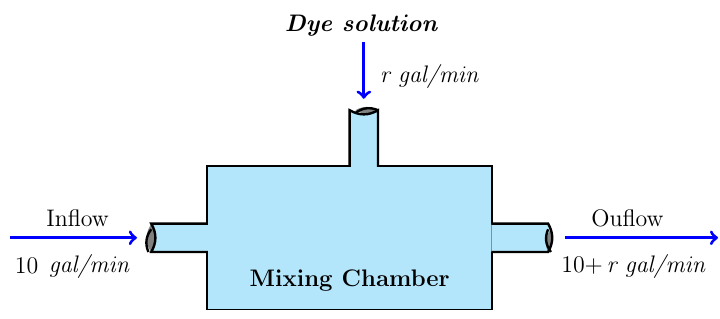 Dye solution
r gal/min
Inflow
10 gal/min
Mixing Chamber
Ouflow
10+ r gal/min